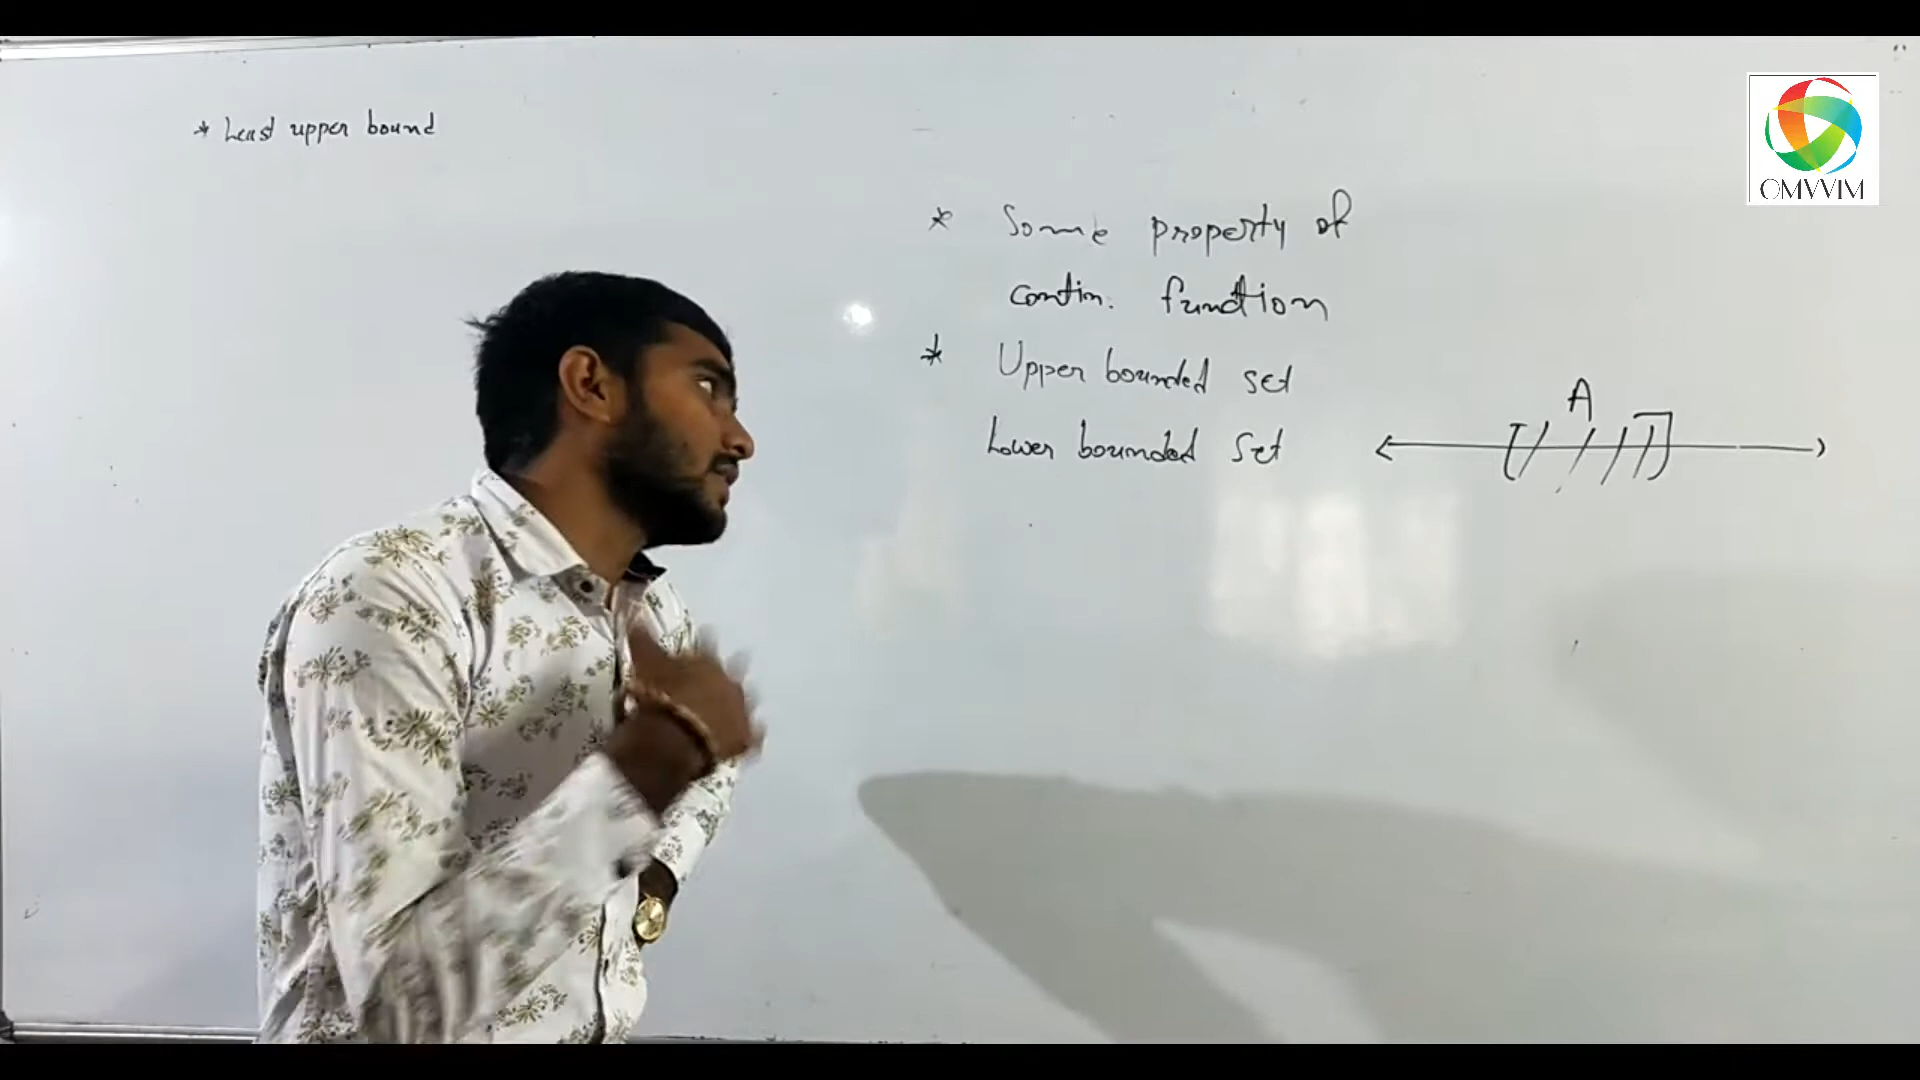 * Least upper bound
* Some property of
contin. function
* Upper bounded set
Lower bounded set
A
OMVVIM